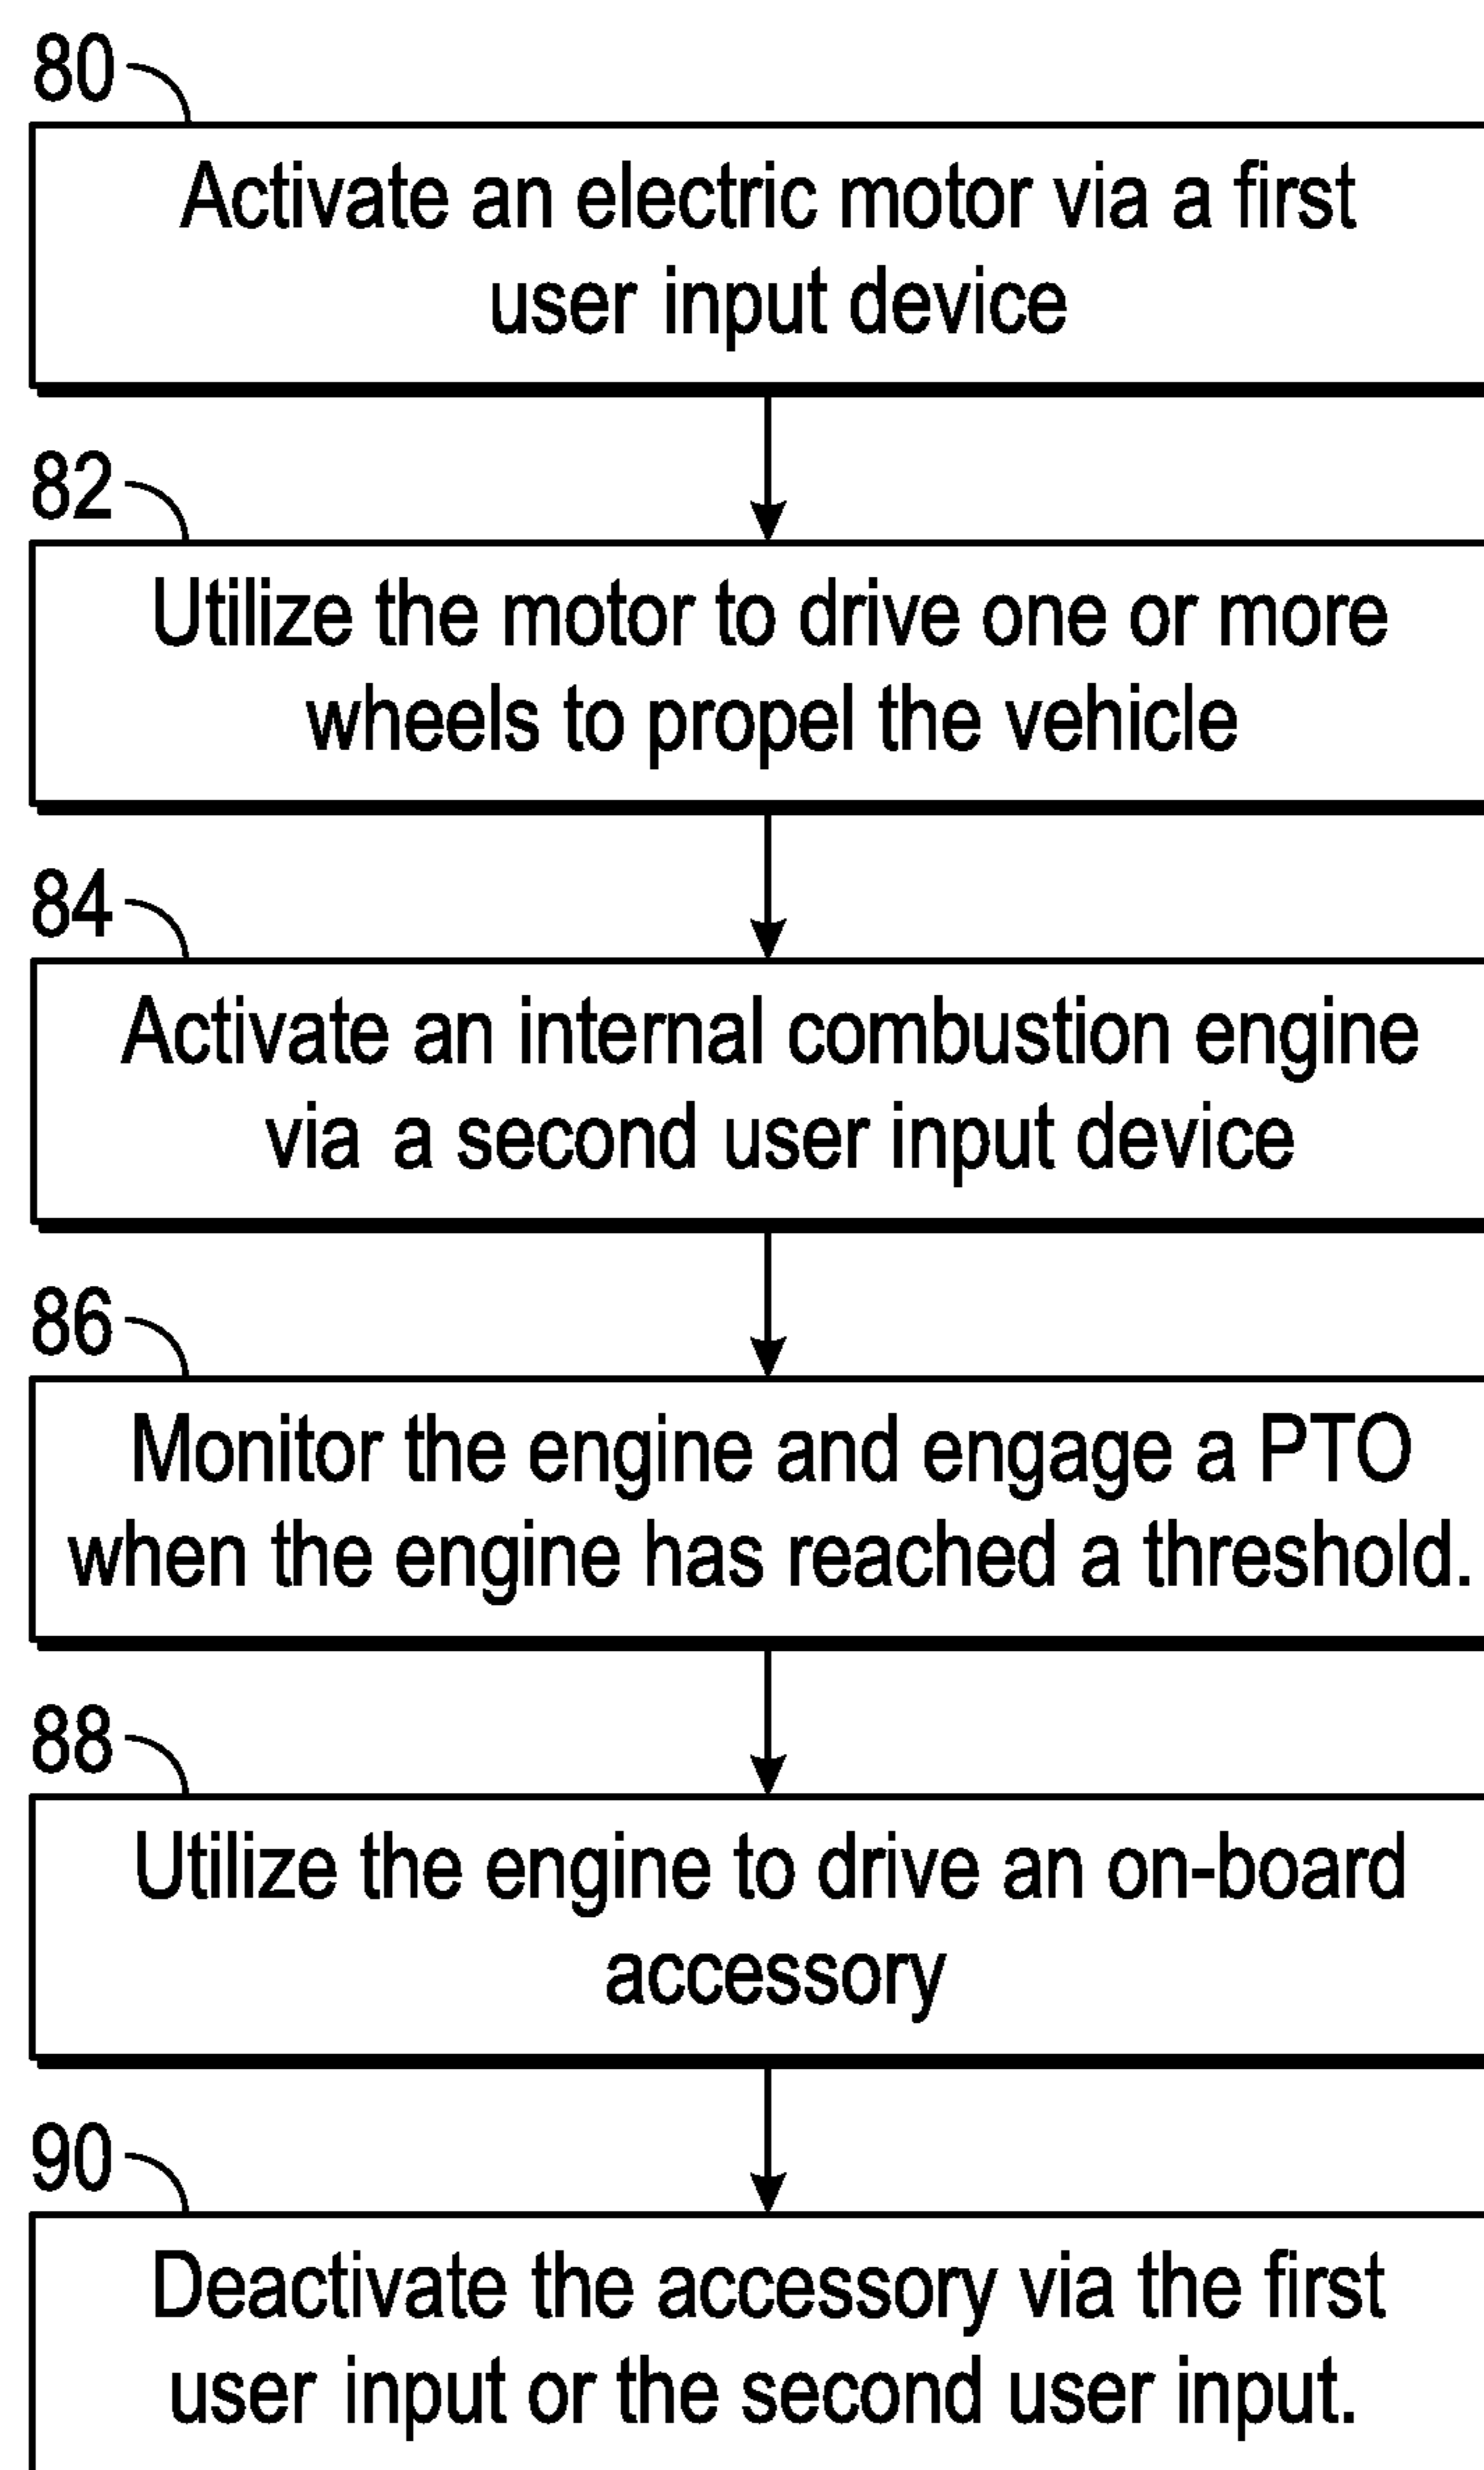 80
Activate an electric motor via a first
user input device
82
Utilize the motor to drive one or more
wheels to propel the vehicle
84
Activate an internal combustion engine
via a second user input device
86
Monitor the engine and engage a PTO
when the engine has reached a threshold.
88
Utilize the engine to drive an on-board
accessory
90
Deactivate the accessory via the first
user input or the second user input.